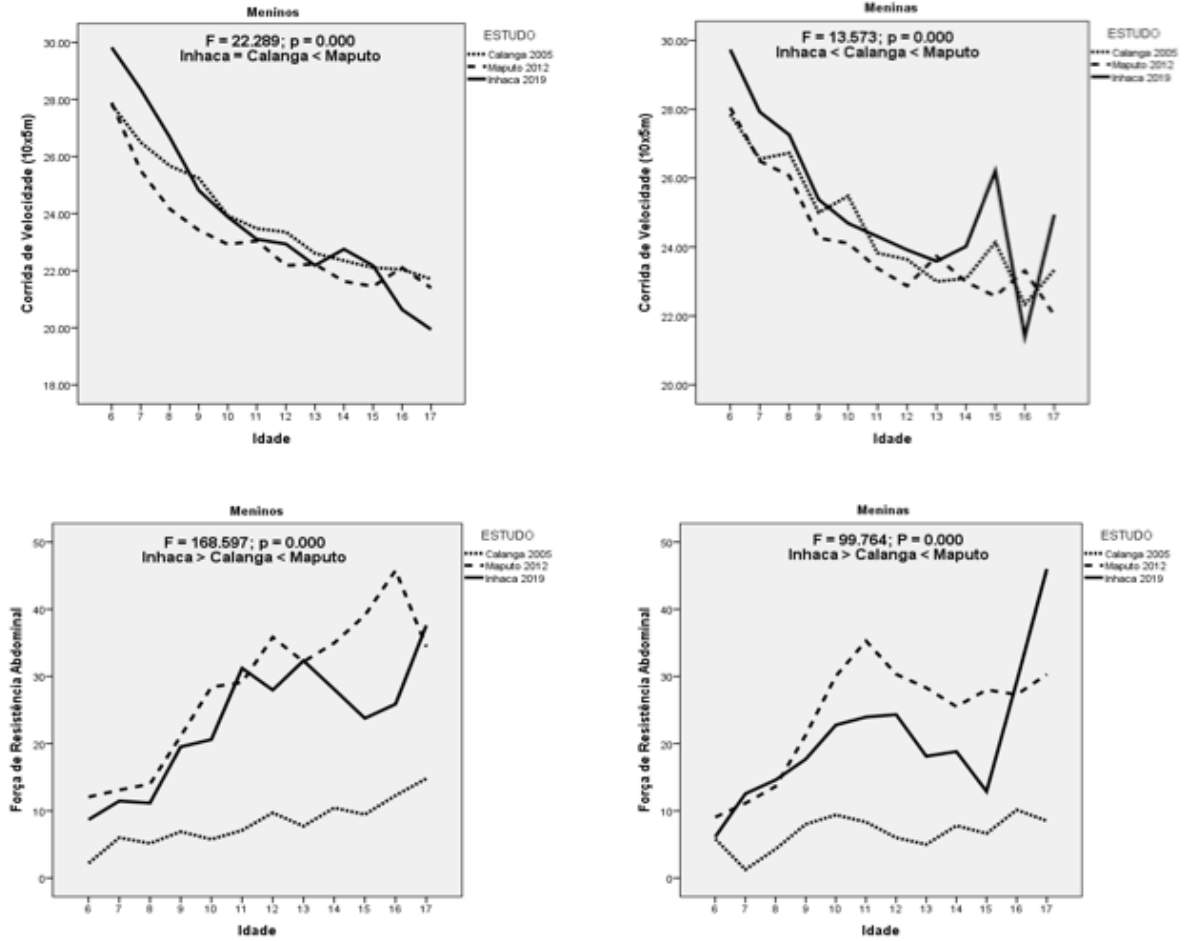 Meninos
F = 22.289; p = 0.000
Inhaca = Calanga < Maputo
ESTUDO
Calanga 2005
Maputo 2012
Inhaca 2019
Corrida de Velocidade (10x5m)
30.00
28.00
26.00
24.00
22.00
20.00
18.00
6 7 8 9 10 11 12 13 14 15 16 17
Idade
Meninas
F = 13.573; p = 0.000
Inhaca < Calanga < Maputo
ESTUDO
Calanga 2005
Maputo 2012
Inhaca 2019
Corrida de Velocidade (10x5m)
30.00
28.00
26.00
24.00
22.00
20.00
6 7 8 9 10 11 12 13 14 15 16 17
Idade
Meninos
F = 168.597; p = 0.000
Inhaca > Calanga < Maputo
ESTUDO
Calanga 2005
Maputo 2012
Inhaca 2019
Força de Resistência Abdominal
50
40
30
20
10
0
6 7 8 9 10 11 12 13 14 15 16 17
Idade
Meninas
F = 99.764; P = 0.000
Inhaca > Calanga < Maputo
ESTUDO
Calanga 2005
Maputo 2012
Inhaca 2019
Força de Resistência Abdominal
50
40
30
20
10
0
6 7 8 9 10 11 12 13 14 15 16 17
Idade